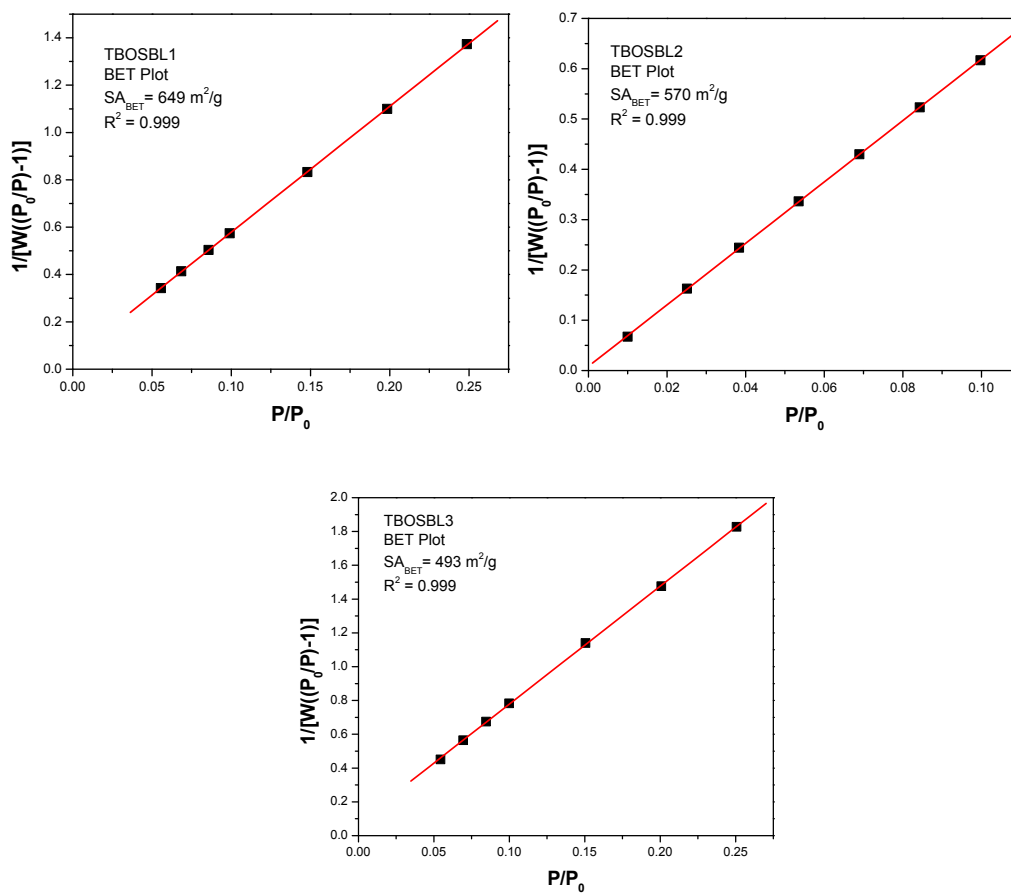 TBOSBL1
BET Plot
SA_BET= 649 m²/g
R² = 0.999
1/[W((P₀/P)-1)]
1.4
1.2
1.0
0.8
0.6
0.4
0.2
0.0
0.00 0.05 0.10 0.15 0.20 0.25
P/P₀
TBOSBL2
BET Plot
SA_BET= 570 m²/g
R² = 0.999
1/[W((P₀/P)-1)]
0.7
0.6
0.5
0.4
0.3
0.2
0.1
0.0
0.00 0.02 0.04 0.06 0.08 0.10
P/P₀
TBOSBL3
BET Plot
SA_BET= 493 m²/g
R² = 0.999
1/[W((P₀/P)-1)]
2.0
1.8
1.6
1.4
1.2
1.0
0.8
0.6
0.4
0.2
0.0
0.00 0.05 0.10 0.15 0.20 0.25
P/P₀